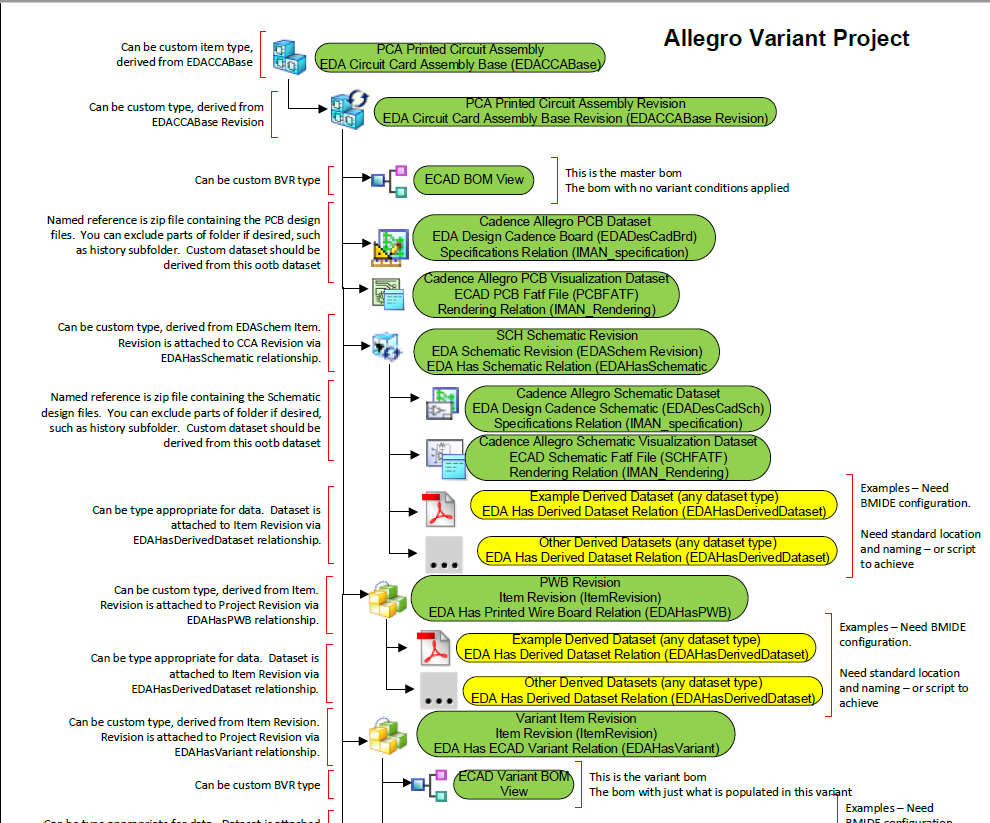 Allegro Variant Project
Can be custom item type,
derived from EDACCABase
PCA Printed Circuit Assembly
EDA Circuit Card Assembly Base (EDACCABase)
Can be custom type, derived from
EDACCABase Revision
PCA Printed Circuit Assembly Revision
EDA Circuit Card Assembly Base Revision (EDACCABase Revision)
Can be custom BVR type
ECAD BOM View
This is the master bom
The bom with no variant conditions applied
Named reference is zip file containing the PCB design
files. You can exclude parts of folder if desired, such
as history subfolder. Custom dataset should be
derived from this ootb dataset
Cadence Allegro PCB Dataset
EDA Design Cadence Board (EDADesCadBrd)
Specifications Relation (IMAN_specification)
Cadence Allegro PCB Visualization Dataset
ECAD PCB Fatf File (PCBFATF)
Rendering Relation (IMAN_Rendering)
Can be custom type, derived from EDASchem Item.
Revision is attached to CCA Revision via
EDAHasSchematic relationship.
SCH Schematic Revision
EDA Schematic Revision (EDASchem Revision)
EDA Has Schematic Relation (EDAHasSchematic
Named reference is zip file containing the Schematic
design files. You can exclude parts of folder if desired,
such as history subfolder. Custom dataset should be
derived from this ootb dataset
Cadence Allegro Schematic Dataset
EDA Design Cadence Schematic (EDADesCadSch)
Specifications Relation (IMAN_specification)
Cadence Allegro Schematic Visualization Dataset
ECAD Schematic Fatf File (SCHFATF)
Rendering Relation (IMAN_Rendering)
Can be type appropriate for data. Dataset is
attached to Item Revision via
EDAHasDerivedDataset relationship.
Example Derived Dataset (any dataset type)
EDA Has Derived Dataset Relation (EDAHasDerivedDataset)
Other Derived Datasets (any dataset type)
EDA Has Derived Dataset Relation (EDAHasDerivedDataset)
Examples – Need
BMIDE configuration.
Need standard location
and naming – or script
to achieve
Can be custom type, derived from Item.
Revision is attached to Project Revision via
EDAHasPWB relationship.
PWB Revision
Item Revision (ItemRevision)
EDA Has Printed Wire Board Relation (EDAHasPWB)
Can be type appropriate for data. Dataset is
attached to Item Revision via
EDAHasDerivedDataset relationship.
Example Derived Dataset (any dataset type)
EDA Has Derived Dataset Relation (EDAHasDerivedDataset)
Other Derived Datasets (any dataset type)
EDA Has Derived Dataset Relation (EDAHasDerivedDataset)
Examples – Need BMIDE
configuration.
Need standard location
and naming – or script to
achieve
Can be custom type, derived from Item Revision.
Revision is attached to Project Revision via
EDAHasVariant relationship.
Variant Item Revision
Item Revision (ItemRevision)
EDA Has ECAD Variant Relation (EDAHasVariant)
Can be custom BVR type
ECAD Variant BOM
View
This is the variant bom
The bom with just what is populated in this variant
Examples – Need
BMIDE configuration
Can be type appropriate for data. Dataset is attached